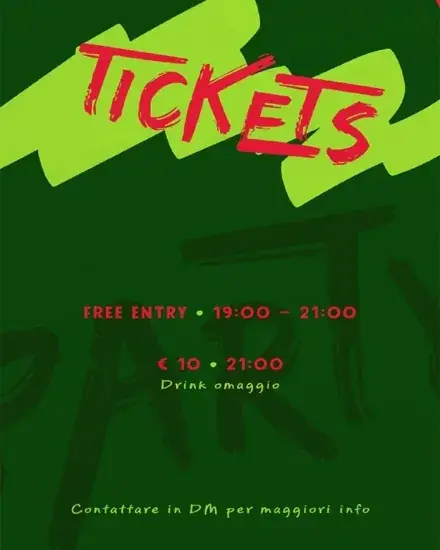 TICKETS
PARTY
FREE ENTRY • 19:00 – 21:00
€ 10 • 21:00
Drink omaggio
Contattare in DM per maggiori info